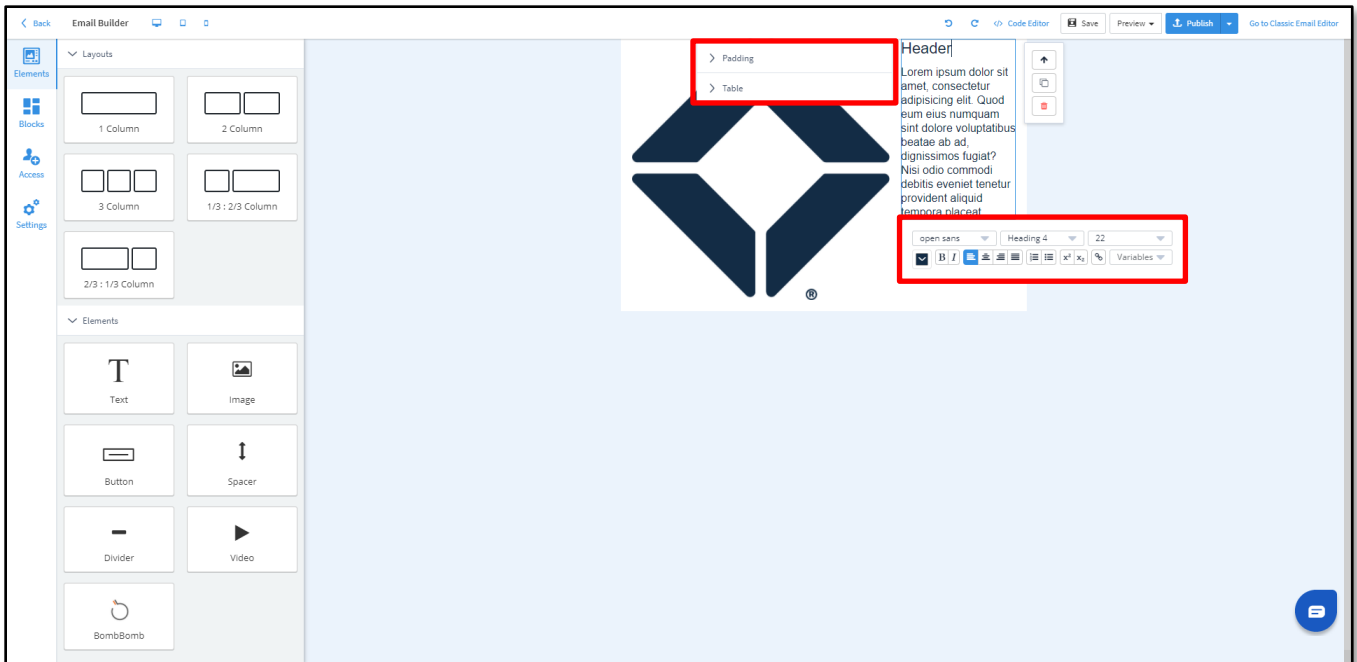 Back
Email Builder
Code Editor
Save
Preview
Publish
Go to Classic Email Editor
Elements
Blocks
Access
Settings
Layouts
1 Column
2 Column
3 Column
1/3 : 2/3 Column
2/3 : 1/3 Column
Elements
Text
Image
Button
Spacer
Divider
Video
BombBomb
Padding
Table
Header
Lorem ipsum dolor sit
amet, consectetur
adipisicing elit. Quod
eum eius numquam
sint dolore voluptatibus
beatae ab ad,
dignissimos fugiat?
Nisi odio commodi
debitis eveniet tenetur
provident aliquid
tempora placeat
®
open sans
Heading 4
22
B I x² x₂ Variables